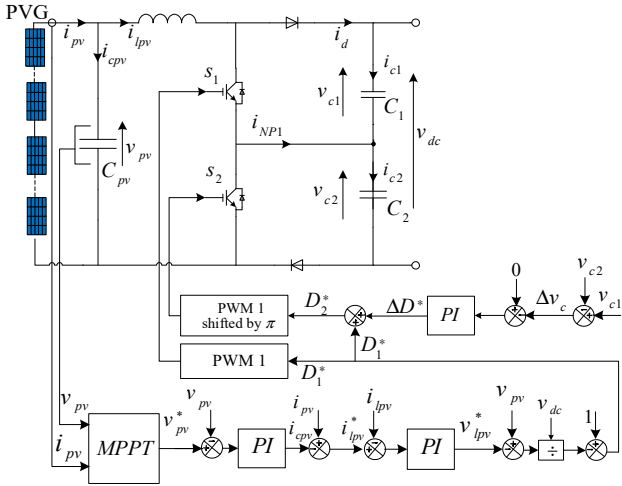 PVG
i_pv
i_lpv
i_d
i_cpv
s_1
i_c1
v_c1
C_1
i_NP1
v_dc
v_pv
C_pv
s_2
i_c2
v_c2
C_2
0
v_c2
PWM 1
shifted by π
D_2^*
ΔD*
PI
Δv_c
v_c1
PWM 1
D_1^*
D_1^*
v_pv
i_pv
MPPT
v_pv^*
v_pv
PI
i_cpv
i_pv
i_lpv^*
i_lpv
PI
v_lpv^*
v_pv
v_dc
÷
1